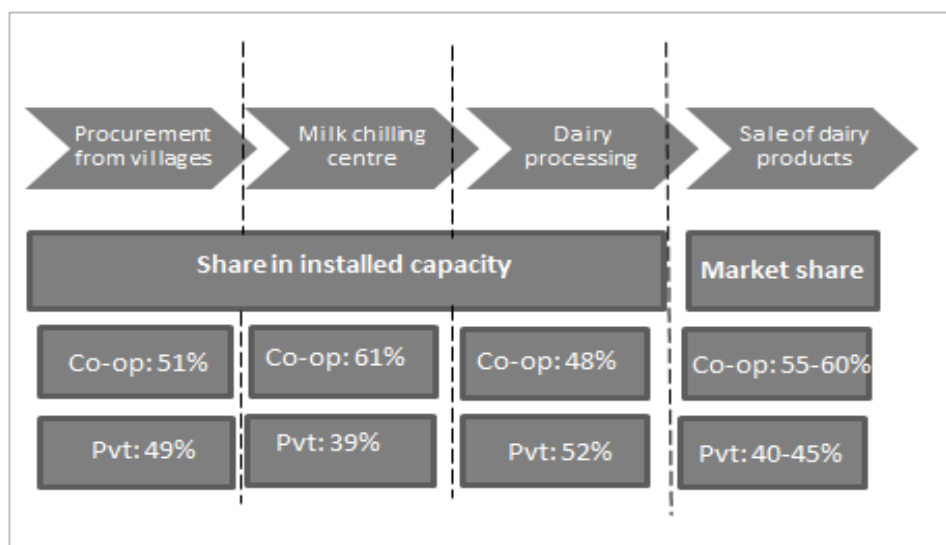 Procurement
from villages
Milk chilling
centre
Dairy
processing
Sale of dairy
products
Share in installed capacity
Market share
Co-op: 51%
Co-op: 61%
Co-op: 48%
Co-op: 55-60%
Pvt: 49%
Pvt: 39%
Pvt: 52%
Pvt: 40-45%